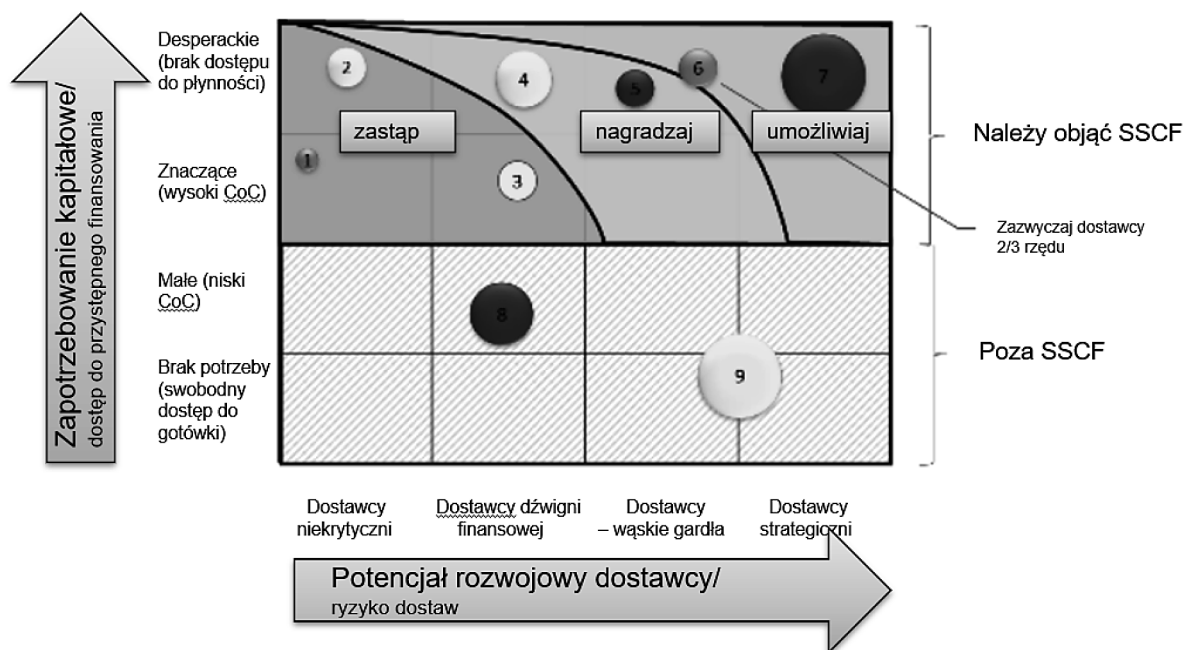 Zapotrzebowanie kapitałowe/
dostęp do przystępnego finansowania
Desperackie
(brak dostępu
do płynności)
Znaczące
(wysoki CoC)
Małe (niski
CoC)
Brak potrzeby
(swobodny
dostęp do
gotówki)
2
4
5
6
7
zastąp
nagradzaj
umożliwiaj
1
3
8
9
Należy objąć SSCF
Zazwyczaj dostawcy
2/3 rzędu
Poza SSCF
Dostawcy
niekrytyczni
Dostawcy dźwigni
finansowej
Dostawcy
– wąskie gardła
Dostawcy
strategiczni
Potencjał rozwojowy dostawcy/
ryzyko dostaw